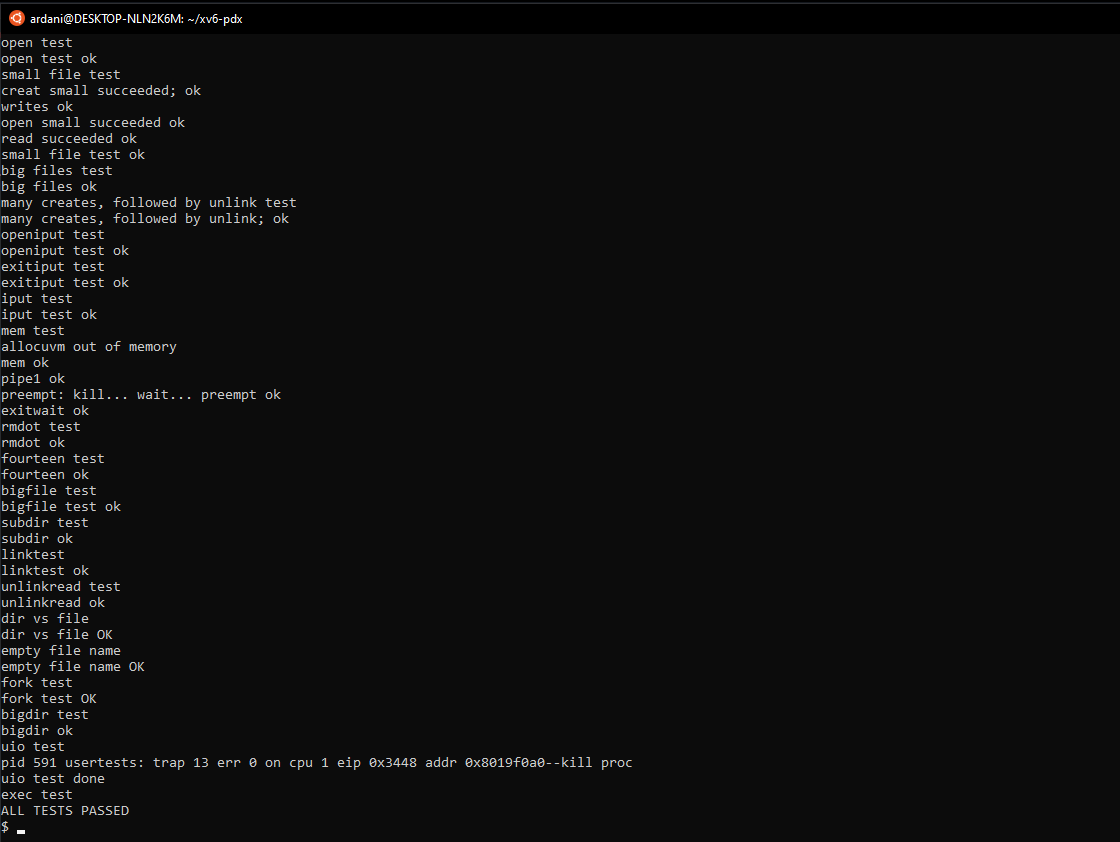 ardani@DESKTOP-NLN2K6M: ~/xv6-pdx
open test
open test ok
small file test
creat small succeeded; ok
writes ok
open small succeeded ok
read succeeded ok
small file test ok
big files test
big files ok
many creates, followed by unlink test
many creates, followed by unlink; ok
openiput test
openiput test ok
exitiput test
exitiput test ok
iput test
iput test ok
mem test
allocuvm out of memory
mem ok
pipe1 ok
preempt: kill... wait... preempt ok
exitwait ok
rmdot test
rmdot ok
fourteen test
fourteen ok
bigfile test
bigfile test ok
subdir test
subdir ok
linktest
linktest ok
unlinkread test
unlinkread ok
dir vs file
dir vs file OK
empty file name
empty file name OK
fork test
fork test OK
bigdir test
bigdir ok
uio test
pid 591 usertests: trap 13 err 0 on cpu 1 eip 0x3448 addr 0x8019f0a0--kill proc
uio test done
exec test
ALL TESTS PASSED
$